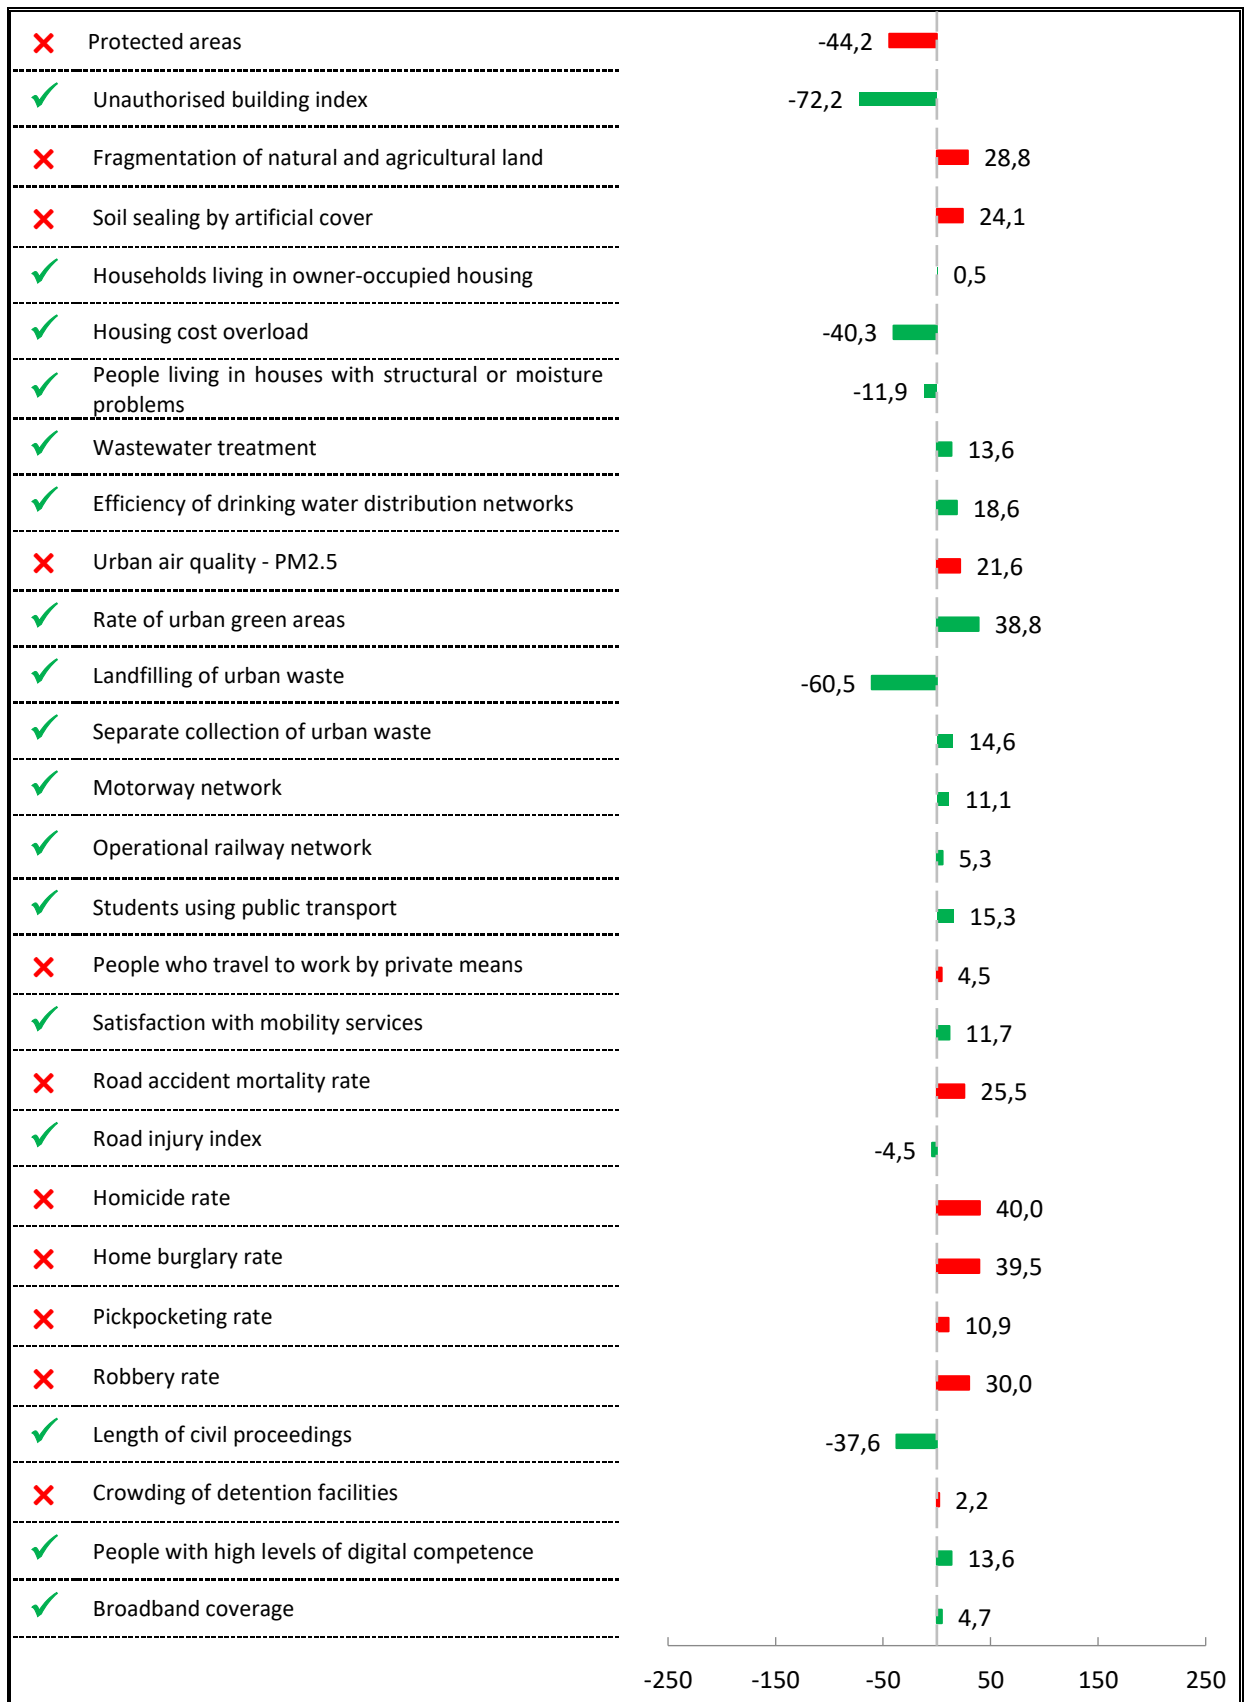 Protected areas -44,2
Unauthorised building index -72,2
Fragmentation of natural and agricultural land 28,8
Soil sealing by artificial cover 24,1
Households living in owner-occupied housing 0,5
Housing cost overload -40,3
People living in houses with structural or moisture
problems -11,9
Wastewater treatment 13,6
Efficiency of drinking water distribution networks 18,6
Urban air quality - PM2.5 21,6
Rate of urban green areas 38,8
Landfilling of urban waste -60,5
Separate collection of urban waste 14,6
Motorway network 11,1
Operational railway network 5,3
Students using public transport 15,3
People who travel to work by private means 4,5
Satisfaction with mobility services 11,7
Road accident mortality rate 25,5
Road injury index -4,5
Homicide rate 40,0
Home burglary rate 39,5
Pickpocketing rate 10,9
Robbery rate 30,0
Length of civil proceedings -37,6
Crowding of detention facilities 2,2
People with high levels of digital competence 13,6
Broadband coverage 4,7
-250 -150 -50 50 150 250